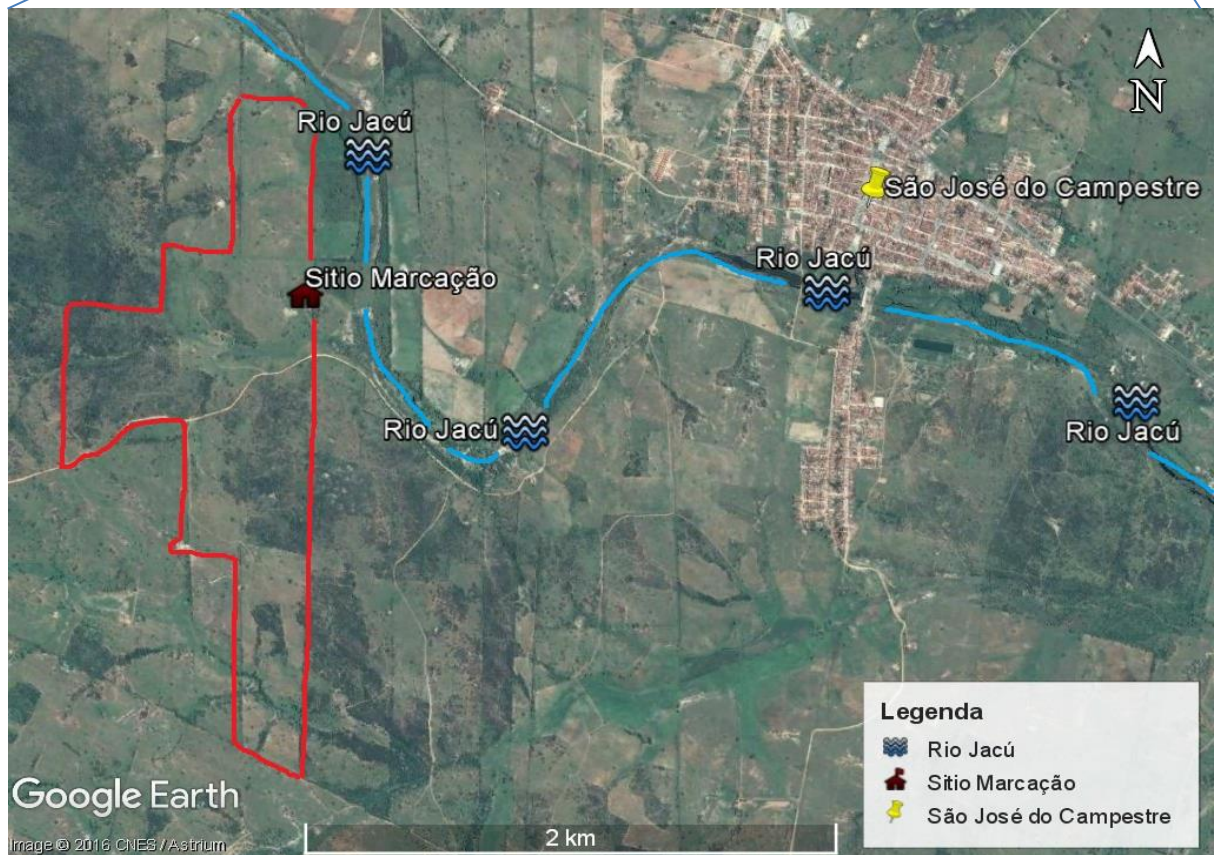 N
Rio Jacú
São José do Campestre
Rio Jacú
Sitio Marcação
Rio Jacú
Rio Jacú
Legenda
Rio Jacú
Sitio Marcação
São José do Campestre
Google Earth
2 km
Image © 2016 CNES / Astrium